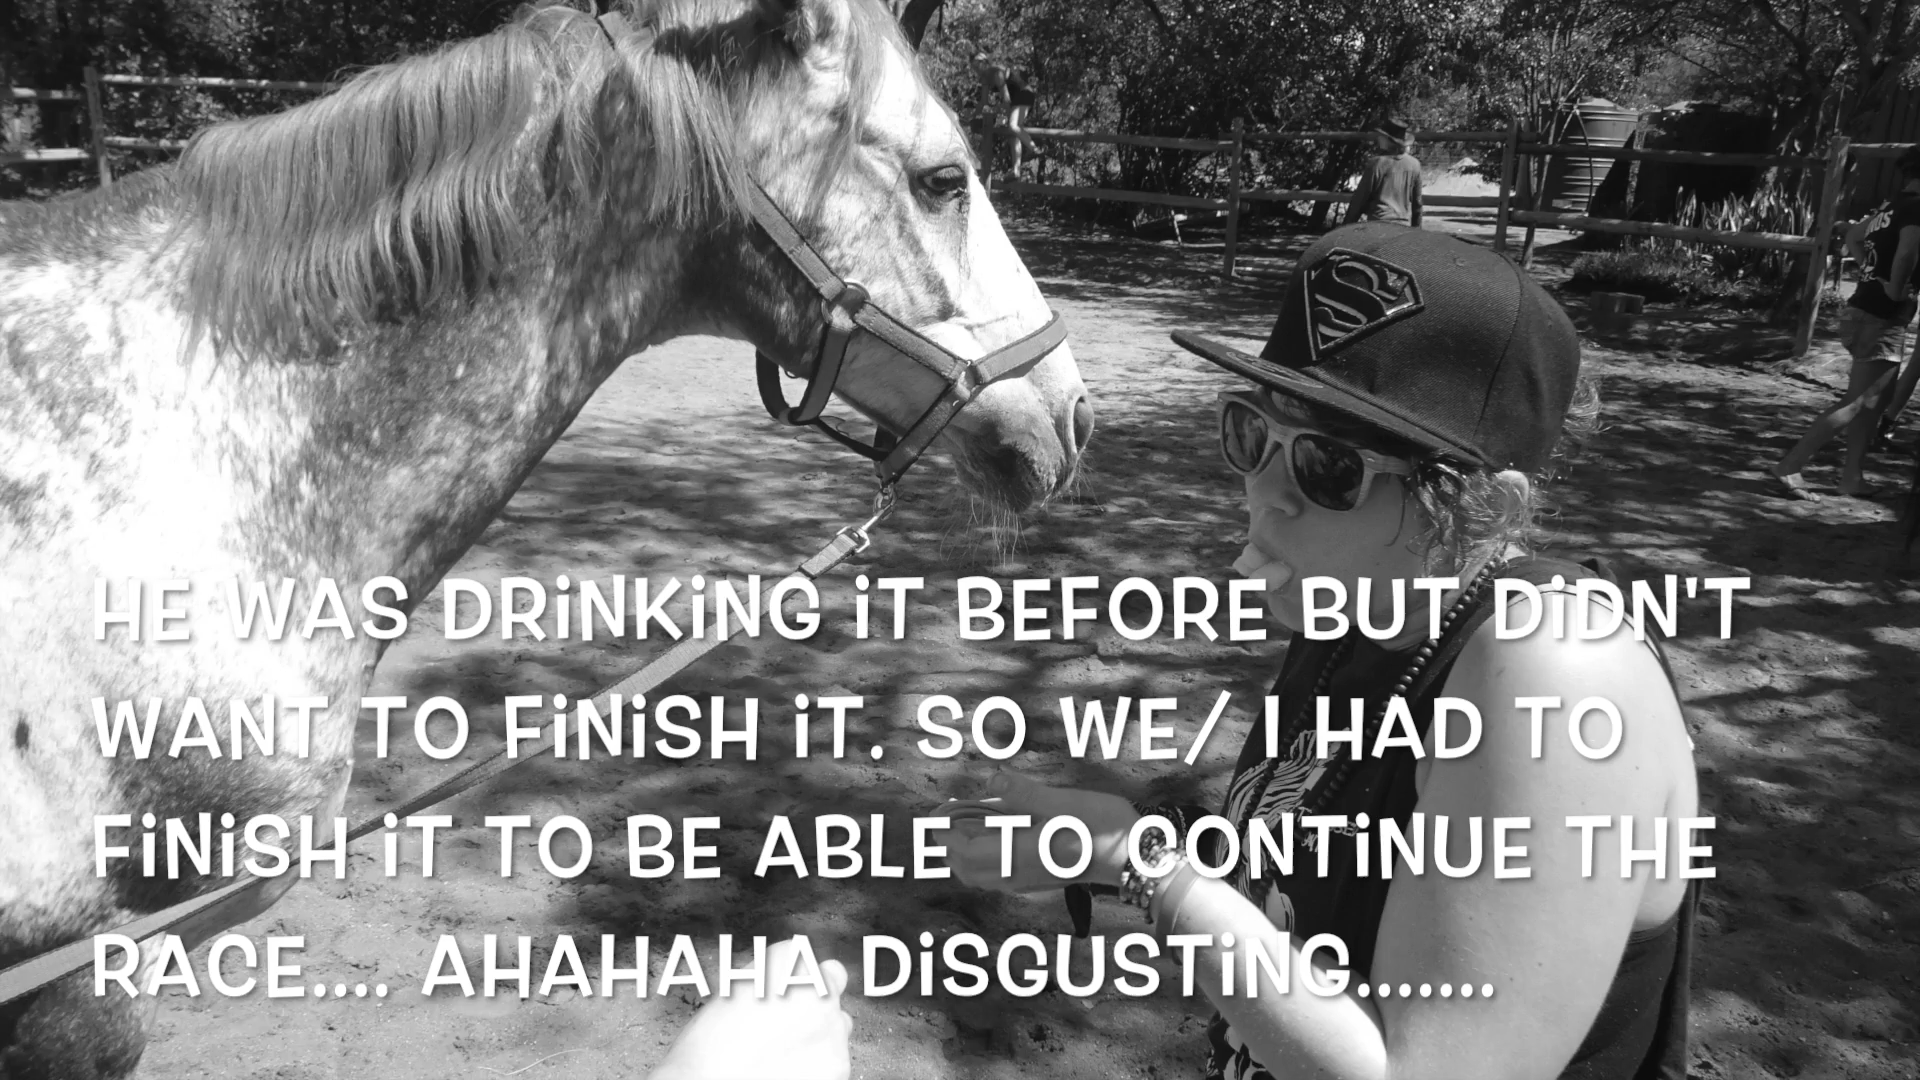 HE WAS DRiNKiNG iT BEFORE BUT DiDN'T
WANT TO FiNiSH iT. SO WE/ I HAD TO
FiNiSH iT TO BE ABLE TO CONTiNUE THE
RACE.... AHAHAHA DiSGUSTiNG.......